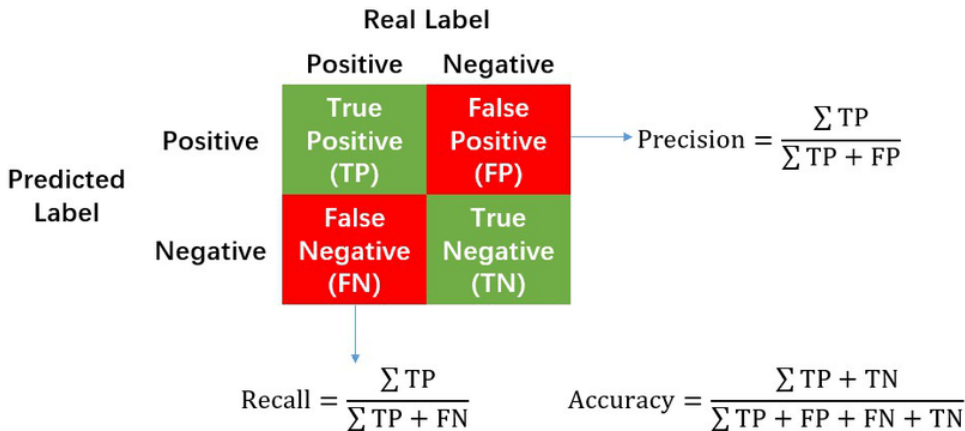 Real Label
Positive Negative
Positive
True
Positive
(TP)
False
Positive
(FP)
Precision = ∑ TP / ∑ TP + FP
Predicted
Label
Negative
False
Negative
(FN)
True
Negative
(TN)
Recall = ∑ TP / ∑ TP + FN
Accuracy = ∑ TP + TN / ∑ TP + FP + FN + TN